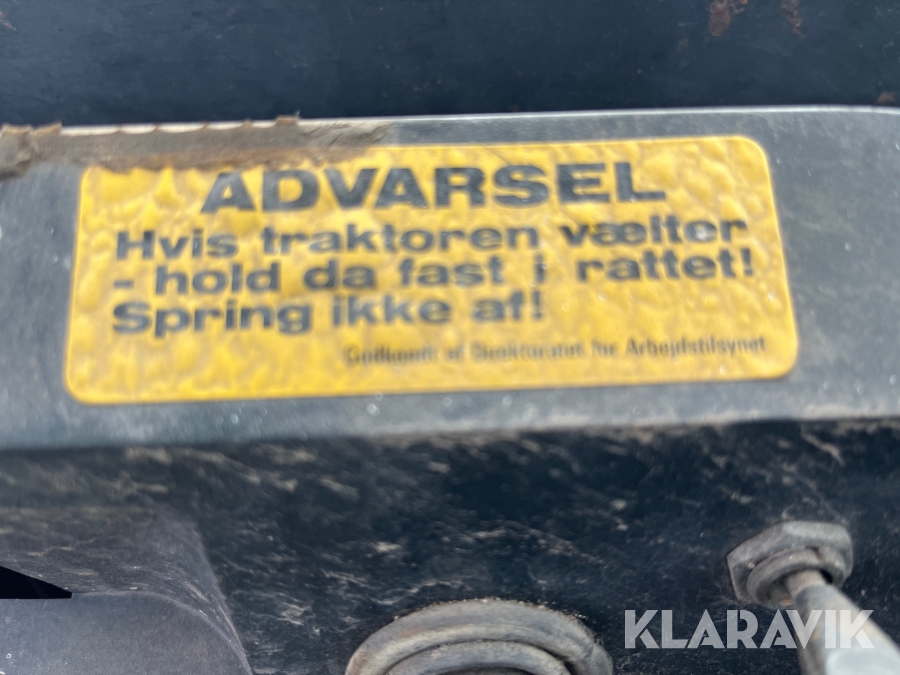 ADVARSEL
Hvis traktoren vælter
- hold da fast i rattet!
Spring ikke af!
Godkendt af Direktoratet for Arbejdstilsynet
KLARAVIK